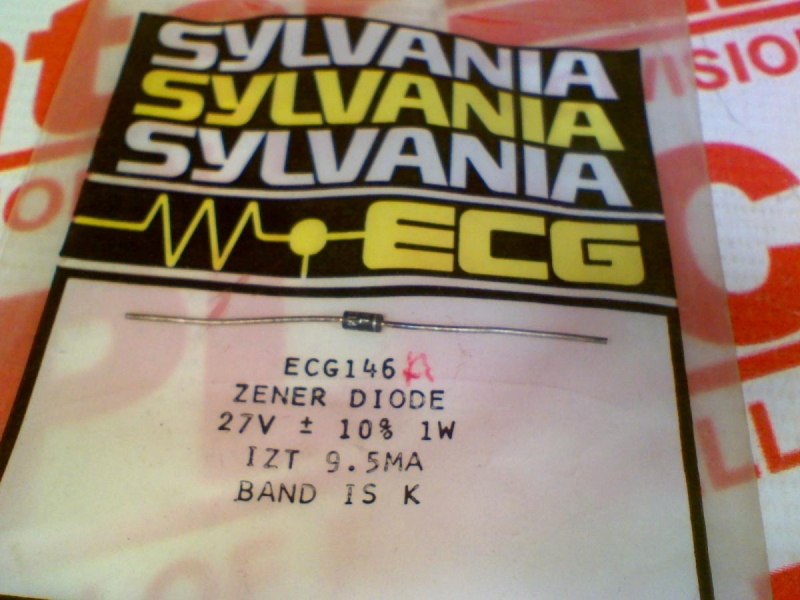 SYLVANIA
SYLVANIA
SYLVANIA
ECG
ECG146A
ZENER DIODE
27V ± 10% 1W
IZT 9.5MA
BAND IS K